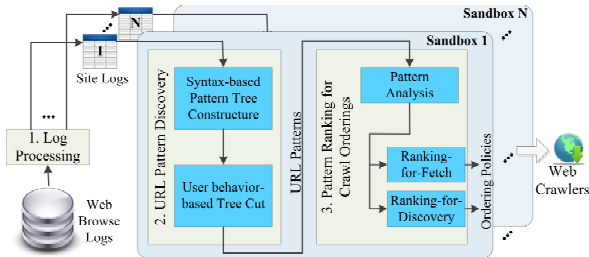 Sandbox N
Sandbox 1
N
1
Site Logs
...
1. Log
Processing
Web
Browse
Logs
2. URL Pattern Discovery
Syntax-based
Pattern Tree
Constructure
User behavior-
based Tree Cut
URL Patterns
3. Pattern Ranking for
Crawl Orderings
Pattern
Analysis
Ranking-
for-Fetch
Ranking-
for-Discovery
Ordering Policies
Web
Crawlers